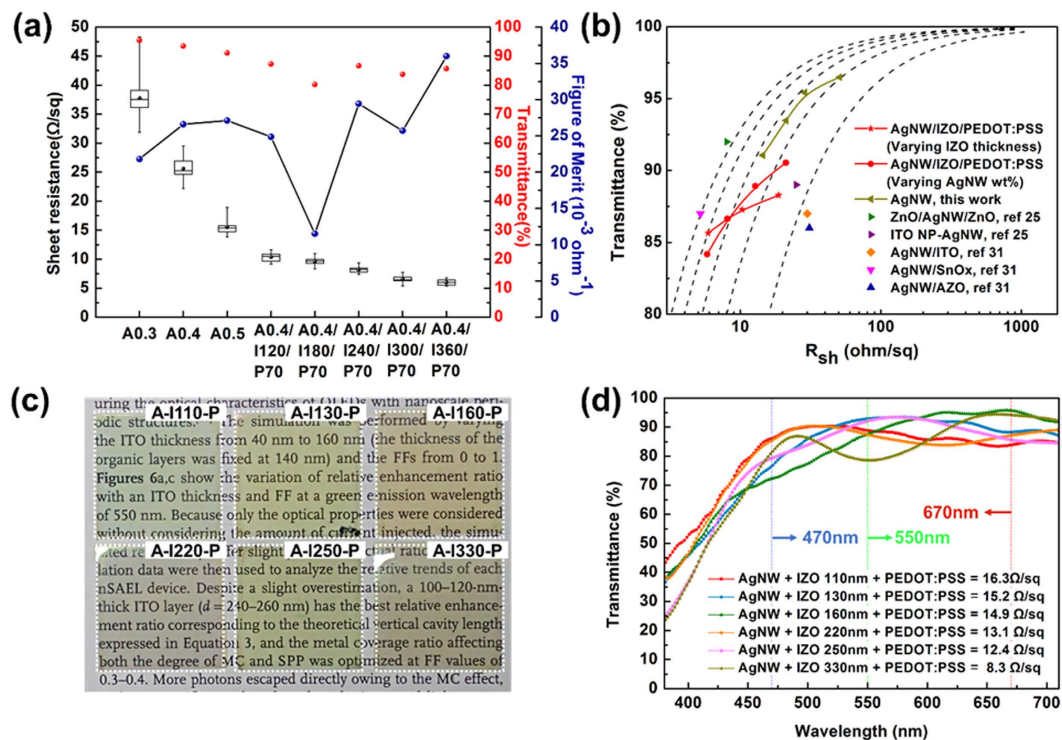 (a)
50
45
40
35
30
25
20
15
10
5
0
Sheet resistance(Ω/sq)
100
90
80
70
60
50
40
30
20
10
0
Transmittance(%)
40
35
30
25
20
15
10
5
0
Figure of Merit (10⁻³ ohm⁻¹)
A0.3
A0.4
A0.5
A0.4/
I120/
P70
A0.4/
I180/
P70
A0.4/
I240/
P70
A0.4/
I300/
P70
A0.4/
I360/
P70
(b)
100
95
90
85
80
Transmittance (%)
AgNW/IZO/PEDOT:PSS
(Varying IZO thickness)
AgNW/IZO/PEDOT:PSS
(Varying AgNW wt%)
AgNW, this work
ZnO/AgNW/ZnO, ref 25
ITO NP-AgNW, ref 25
AgNW/ITO, ref 31
AgNW/SnOx, ref 31
AgNW/AZO, ref 31
10
100
1000
Rsh (ohm/sq)
(c)
uring the optical characteristics of OLEDs with nanoscale peri-
A-I110-P
A-I130-P
A-I160-P
odic structures. The simulation was performed by varying
the ITO thickness from 40 nm to 160 nm (the thickness of the
organic layers was fixed at 140 nm) and the FFs from 0 to 1.
Figures 6a,c show the variation of relative enhancement ratio
with an ITO thickness and FF at a green emission wavelength
of 550 nm. Because only the optical properties were considered
without considering the amount of current injected, the simu-
A-I220-P
A-I250-P
A-I330-P
lation data were then used to analyze the relative trends of each
nSAEL device. Despite a slight overestimation, a 100–120-nm-
thick ITO layer (d = 240–260 nm) has the best relative enhance-
ment ratio corresponding to the theoretical vertical cavity length
expressed in Equation 3, and the metal coverage ratio affecting
both the degree of MC and SPP was optimized at FF values of
0.3–0.4. More photons escaped directly owing to the MC effect,
(d)
100
90
80
70
60
50
40
30
20
10
0
Transmittance (%)
470nm
550nm
670nm
AgNW + IZO 110nm + PEDOT:PSS = 16.3Ω/sq
AgNW + IZO 130nm + PEDOT:PSS = 15.2 Ω/sq
AgNW + IZO 160nm + PEDOT:PSS = 14.9 Ω/sq
AgNW + IZO 220nm + PEDOT:PSS = 13.1 Ω/sq
AgNW + IZO 250nm + PEDOT:PSS = 12.4 Ω/sq
AgNW + IZO 330nm + PEDOT:PSS = 8.3 Ω/sq
400
450
500
550
600
650
700
Wavelength (nm)